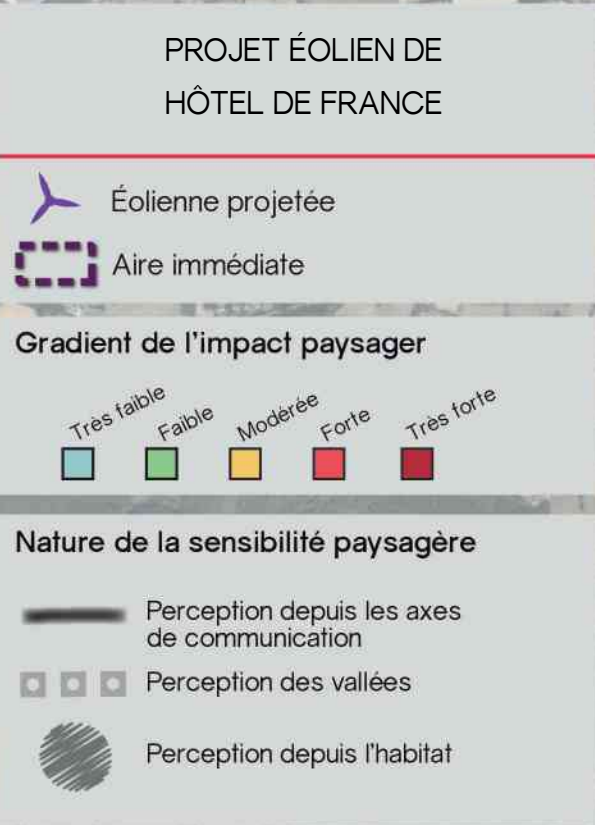 PROJET ÉOLIEN DE
HÔTEL DE FRANCE
Éolienne projetée
Aire immédiate
Gradient de l'impact paysager
Très faible
Faible
Modérée
Forte
Très forte
Nature de la sensibilité paysagère
Perception depuis les axes
de communication
Perception des vallées
Perception depuis l'habitat